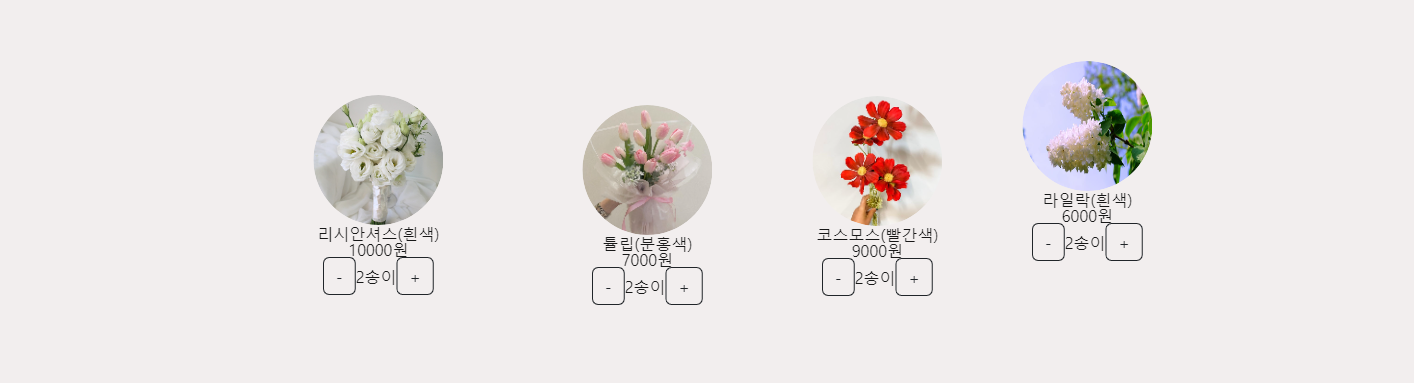 리시안셔스(흰색)
10000원
- 2송이 +
튤립(분홍색)
7000원
- 2송이 +
코스모스(빨간색)
9000원
- 2송이 +
라일락(흰색)
6000원
- 2송이 +